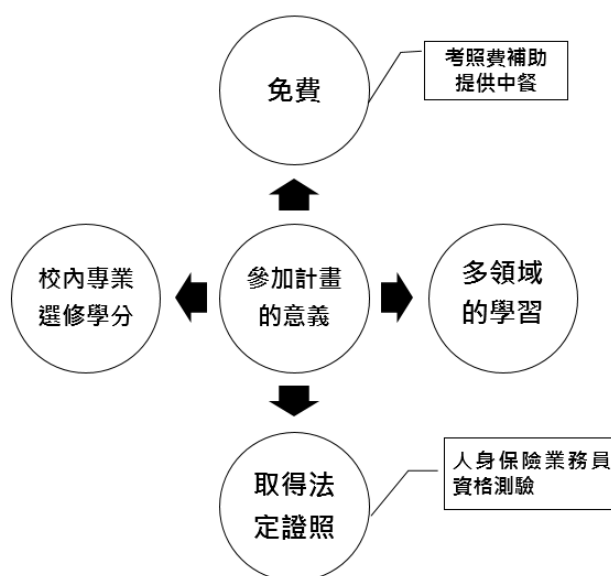 免費
考照費補助
提供中餐
校內專業
選修學分
參加計畫
的意義
多領域
的學習
取得法
定證照
人身保險業務員
資格測驗